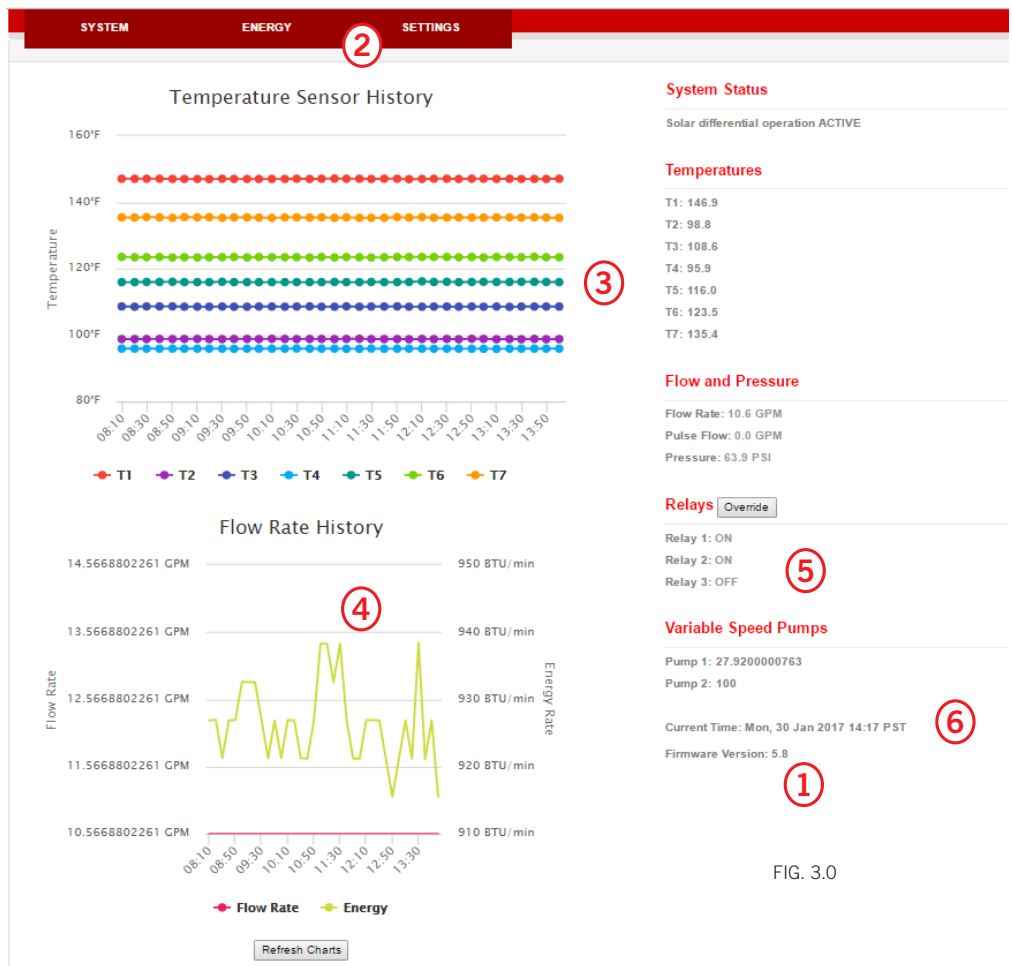 SYSTEM ENERGY SETTINGS
2
Temperature Sensor History
160°F
140°F
120°F
100°F
80°F
Temperature
3
08:10 08:30 08:50 09:10 09:30 09:50 10:10 10:30 10:50 11:10 11:30 11:50 12:10 12:30 12:50 13:10 13:30 13:50
T1 T2 T3 T4 T5 T6 T7
Flow Rate History
14.5668802261 GPM 950 BTU/min
4
13.5668802261 GPM 940 BTU/min
12.5668802261 GPM 930 BTU/min
11.5668802261 GPM 920 BTU/min
10.5668802261 GPM 910 BTU/min
Flow Rate
Energy Rate
08:10 08:50 09:30 10:10 10:50 11:30 12:10 12:50 13:30
Flow Rate Energy
Refresh Charts
System Status
Solar differential operation ACTIVE
Temperatures
T1: 146.9
T2: 98.8
T3: 108.6
T4: 95.9
T5: 116.0
T6: 123.5
T7: 135.4
Flow and Pressure
Flow Rate: 10.6 GPM
Pulse Flow: 0.0 GPM
Pressure: 63.9 PSI
Relays Override
Relay 1: ON
Relay 2: ON
Relay 3: OFF
5
Variable Speed Pumps
Pump 1: 27.9200000763
Pump 2: 100
6
Current Time: Mon, 30 Jan 2017 14:17 PST
Firmware Version: 5.8
1
FIG. 3.0